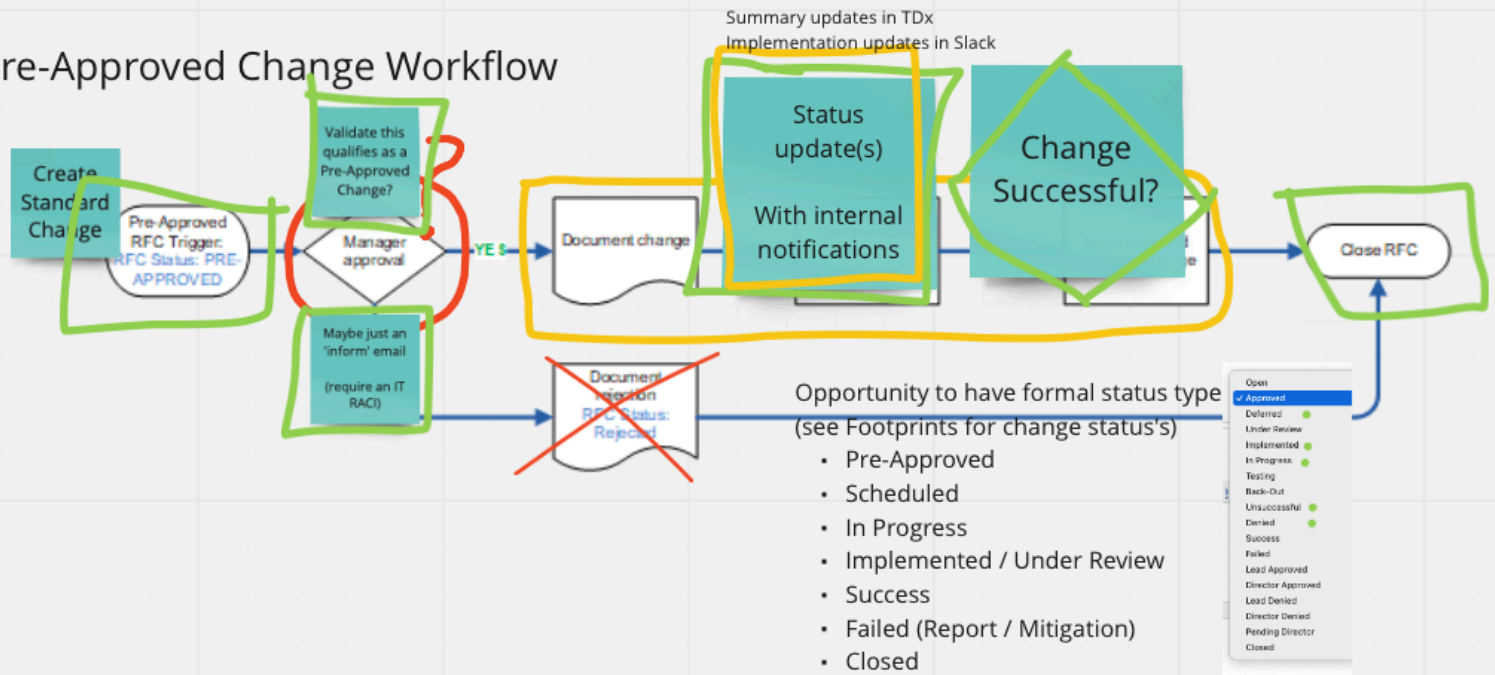 Summary updates in TDx
Implementation updates in Slack
re-Approved Change Workflow
Create
Standard
Change
Pre-Approved
RFC Trigger:
RFC Status: PRE-
APPROVED
Validate this
qualifies as a
Pre-Approved
Change?
Manager
approval
Maybe just an
'inform' email
(require an IT
RACI)
YES
Document change
Status
update(s)
With internal
notifications
Change
Successful?
Close RFC
Document
rejection
RFC Status:
Rejected
Opportunity to have formal status type
(see Footprints for change status's)
• Pre-Approved
• Scheduled
• In Progress
• Implemented / Under Review
• Success
• Failed (Report / Mitigation)
• Closed
Open
✓ Approved
Deferred
Under Review
Implemented
In Progress
Testing
Back-Out
Unsuccessful
Denied
Success
Failed
Lead Approved
Director Approved
Lead Denied
Director Denied
Pending Director
Closed